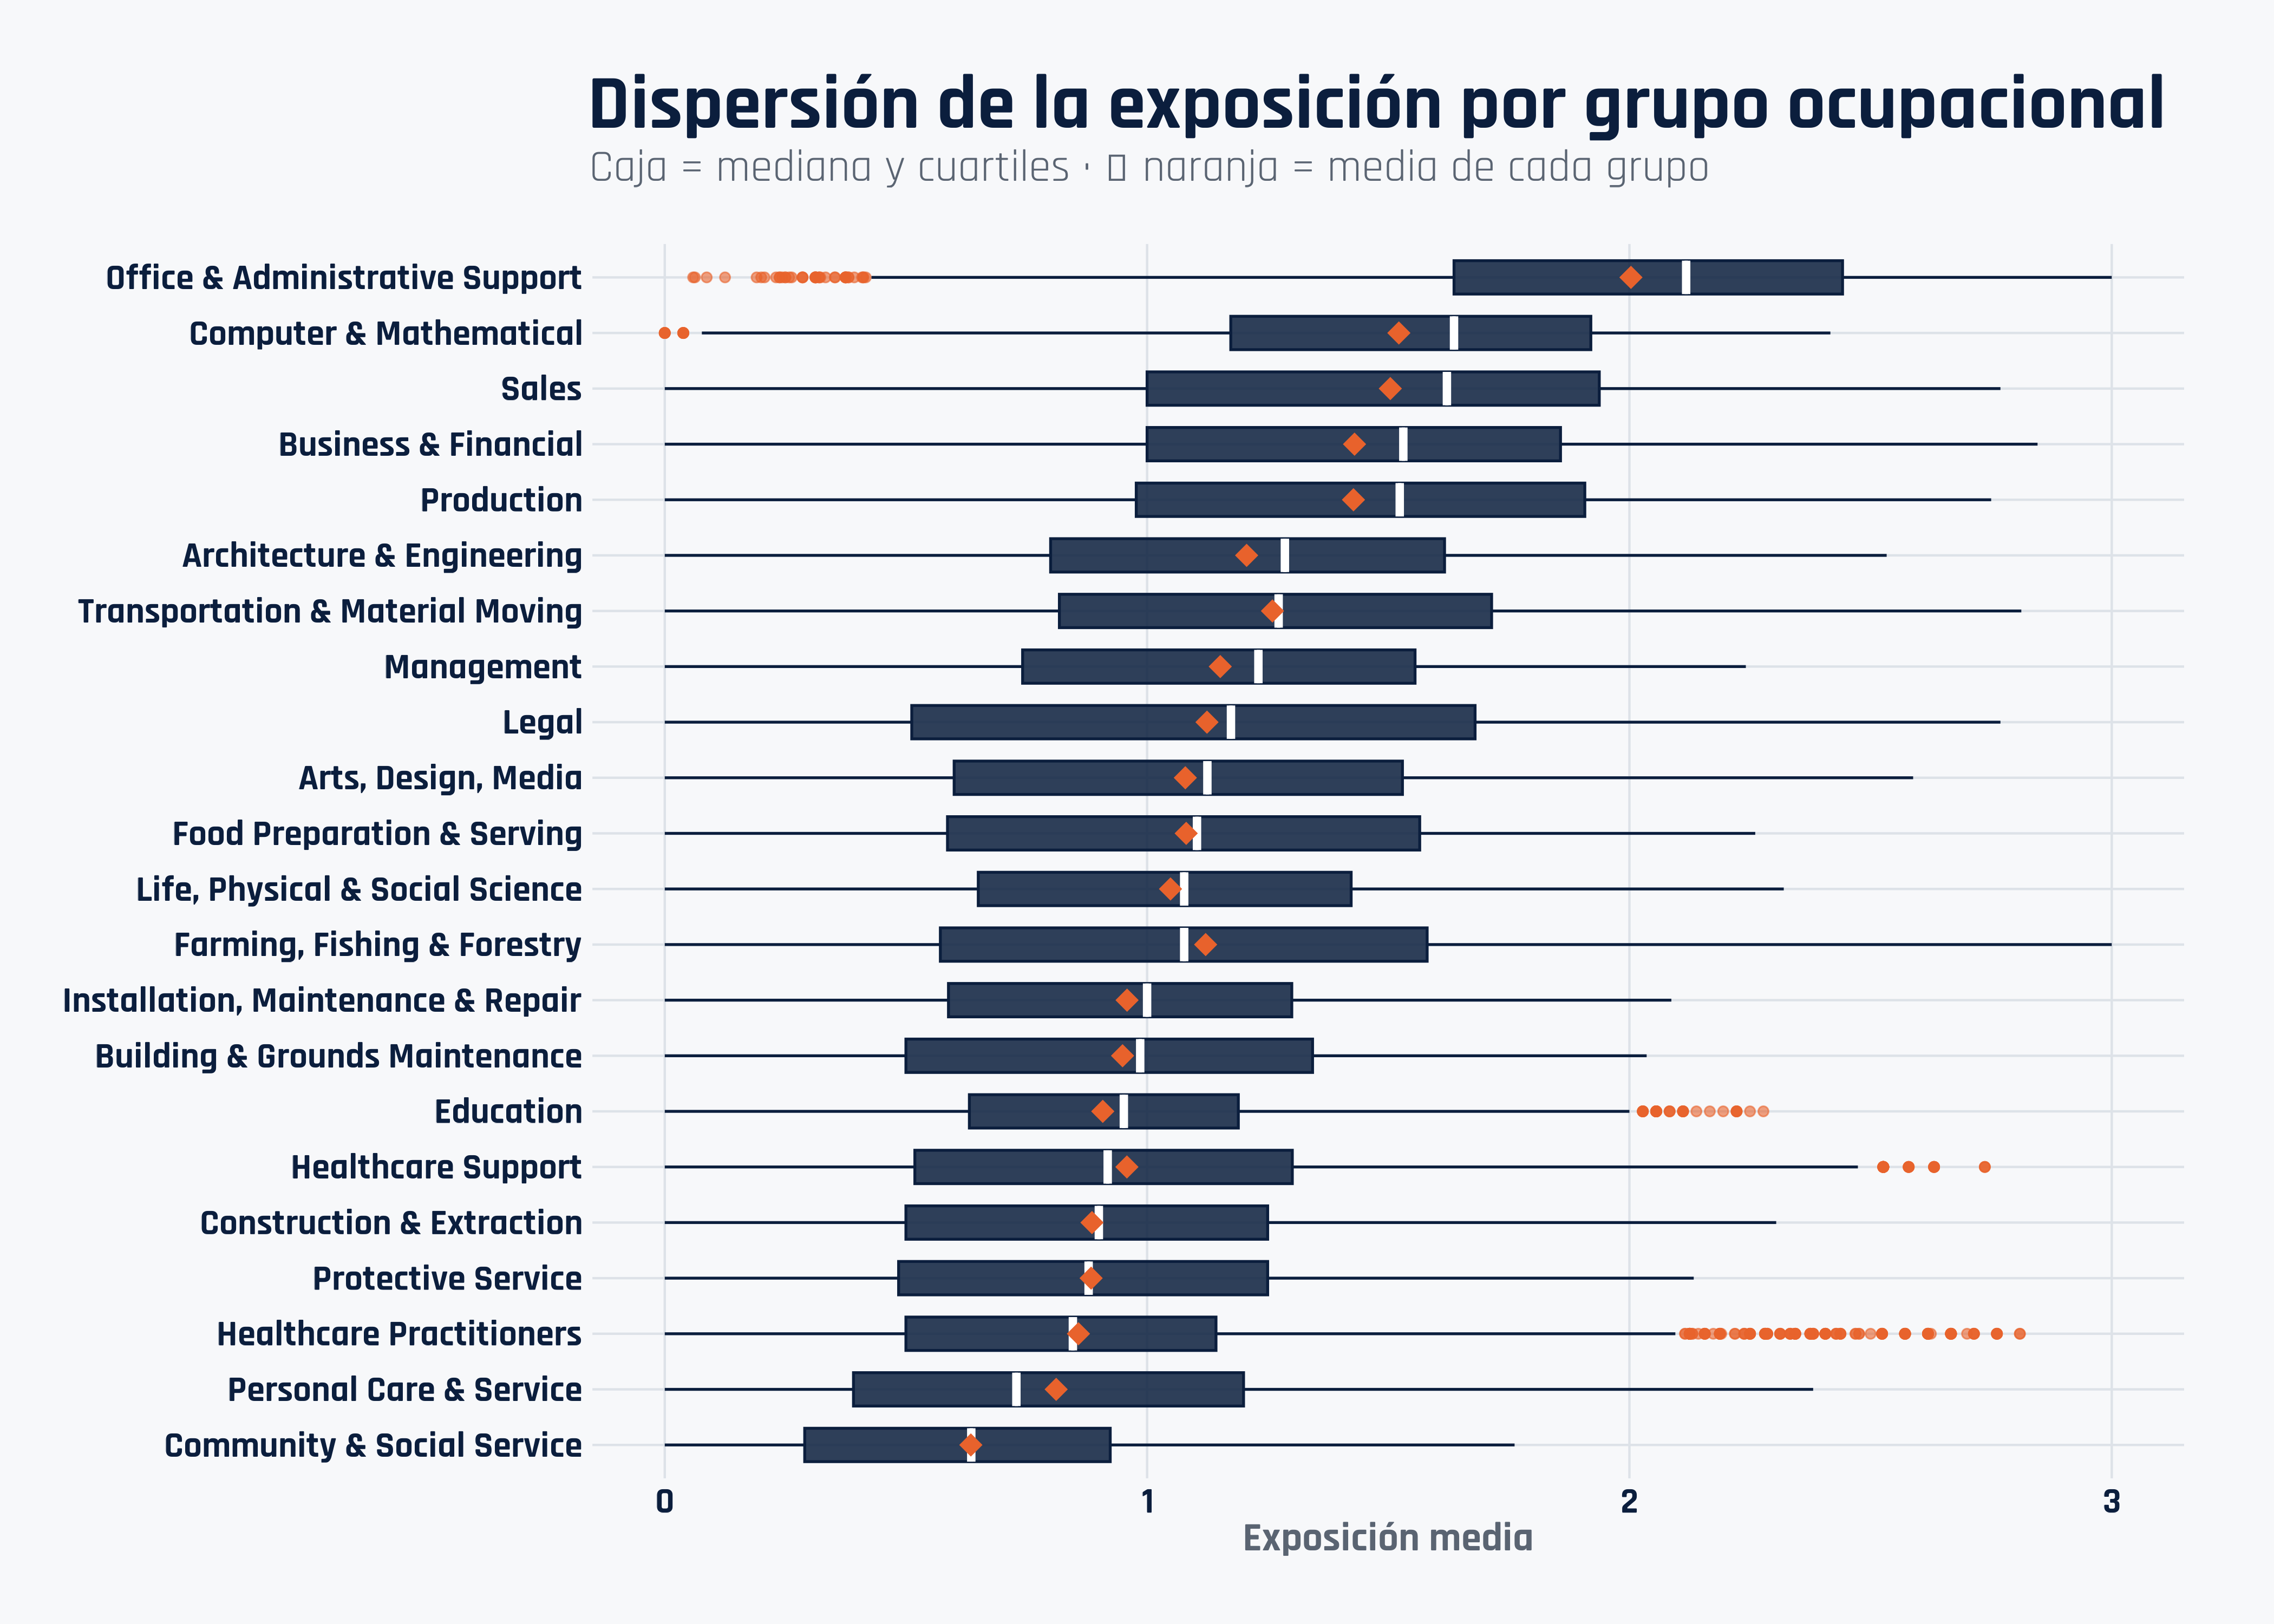 Dispersión de la exposición por grupo ocupacional
Caja = mediana y cuartiles · ▯ naranja = media de cada grupo
Office & Administrative Support
Computer & Mathematical
Sales
Business & Financial
Production
Architecture & Engineering
Transportation & Material Moving
Management
Legal
Arts, Design, Media
Food Preparation & Serving
Life, Physical & Social Science
Farming, Fishing & Forestry
Installation, Maintenance & Repair
Building & Grounds Maintenance
Education
Healthcare Support
Construction & Extraction
Protective Service
Healthcare Practitioners
Personal Care & Service
Community & Social Service
0 1 2 3
Exposición media